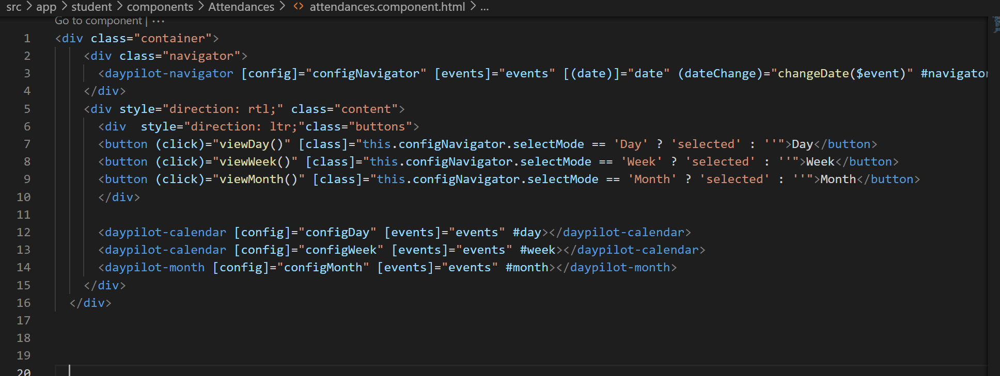 src > app > student > components > Attendances > <> attendances.component.html > ...
Go to component | ...
1 <div class="container">
2 <div class="navigator">
3 <daypilot-navigator [config]="configNavigator" [events]="events" [(date)]="date" (dateChange)="changeDate($event)" #navigator
4 </div>
5 <div style="direction: rtl;" class="content">
6 <div  style="direction: ltr;"class="buttons">
7 <button (click)="viewDay()" [class]="this.configNavigator.selectMode == 'Day' ? 'selected' : ''">Day</button>
8 <button (click)="viewWeek()" [class]="this.configNavigator.selectMode == 'Week' ? 'selected' : ''">Week</button>
9 <button (click)="viewMonth()" [class]="this.configNavigator.selectMode == 'Month' ? 'selected' : ''">Month</button>
10 </div>
11
12 <daypilot-calendar [config]="configDay" [events]="events" #day></daypilot-calendar>
13 <daypilot-calendar [config]="configWeek" [events]="events" #week></daypilot-calendar>
14 <daypilot-month [config]="configMonth" [events]="events" #month></daypilot-month>
15 </div>
16 </div>
17
18
19
20